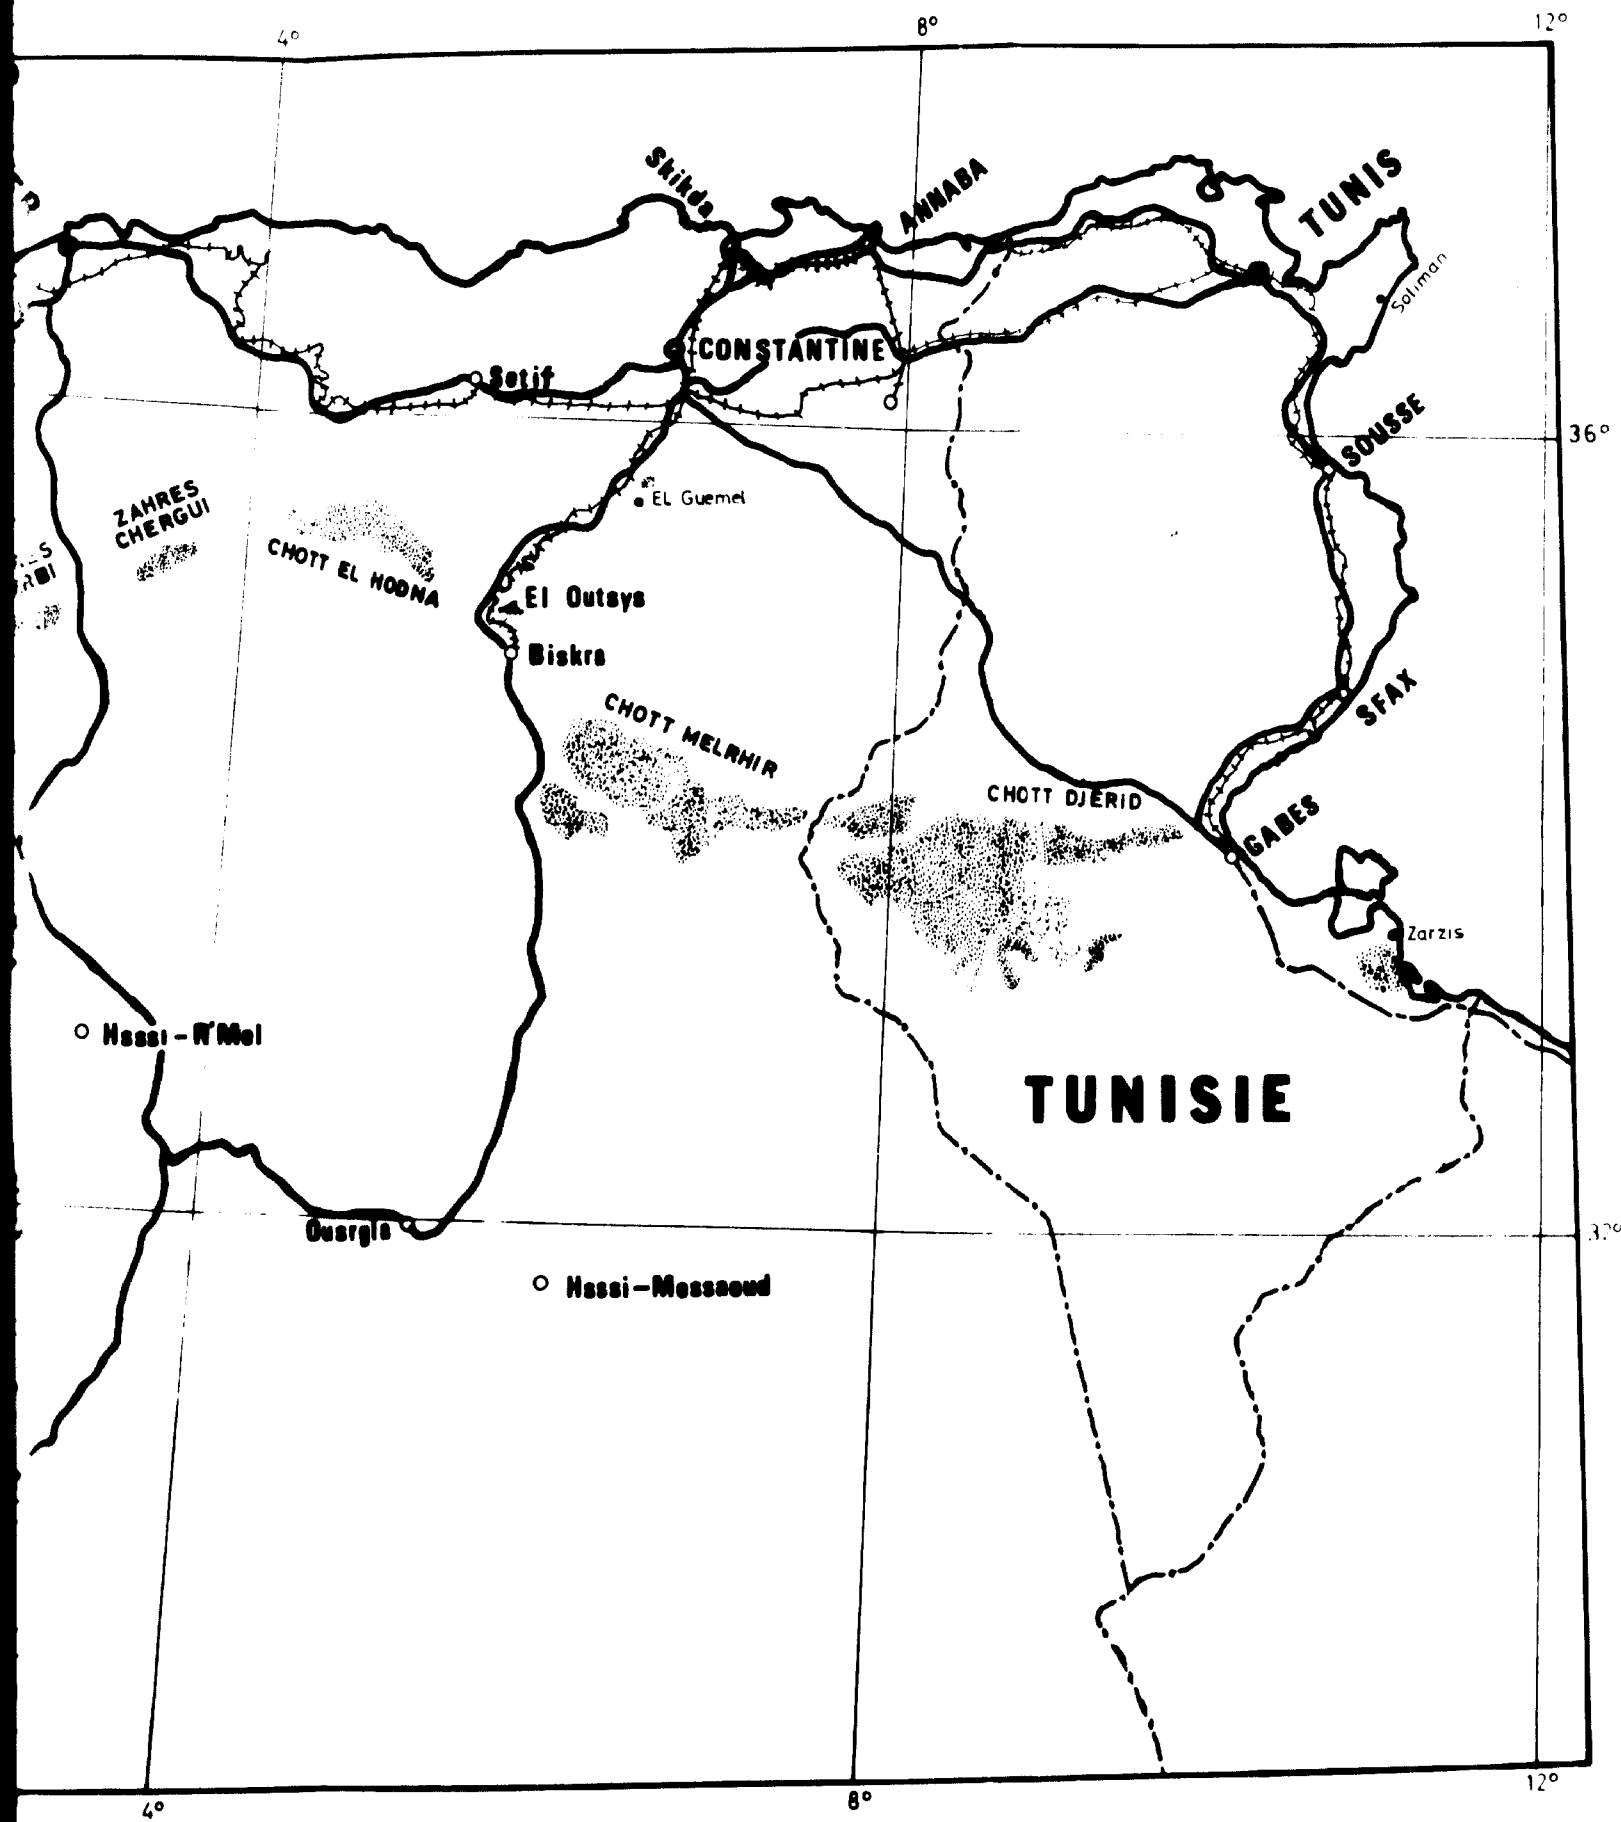 4°
8°
12°
Skikda
ANNABA
TUNIS
Soliman
CONSTANTINE
Setif
36°
SOUSSE
ZAHRES
CHERGUI
EL Guemel
CHOTT EL HODNA
El Outaya
Biskra
CHOTT MELRHIR
SFAX
CHOTT DJERID
GABES
Zarzis
Hassi-R'Mel
TUNISIE
Ouargla
Hassi-Messaoud
4°
8°
12°